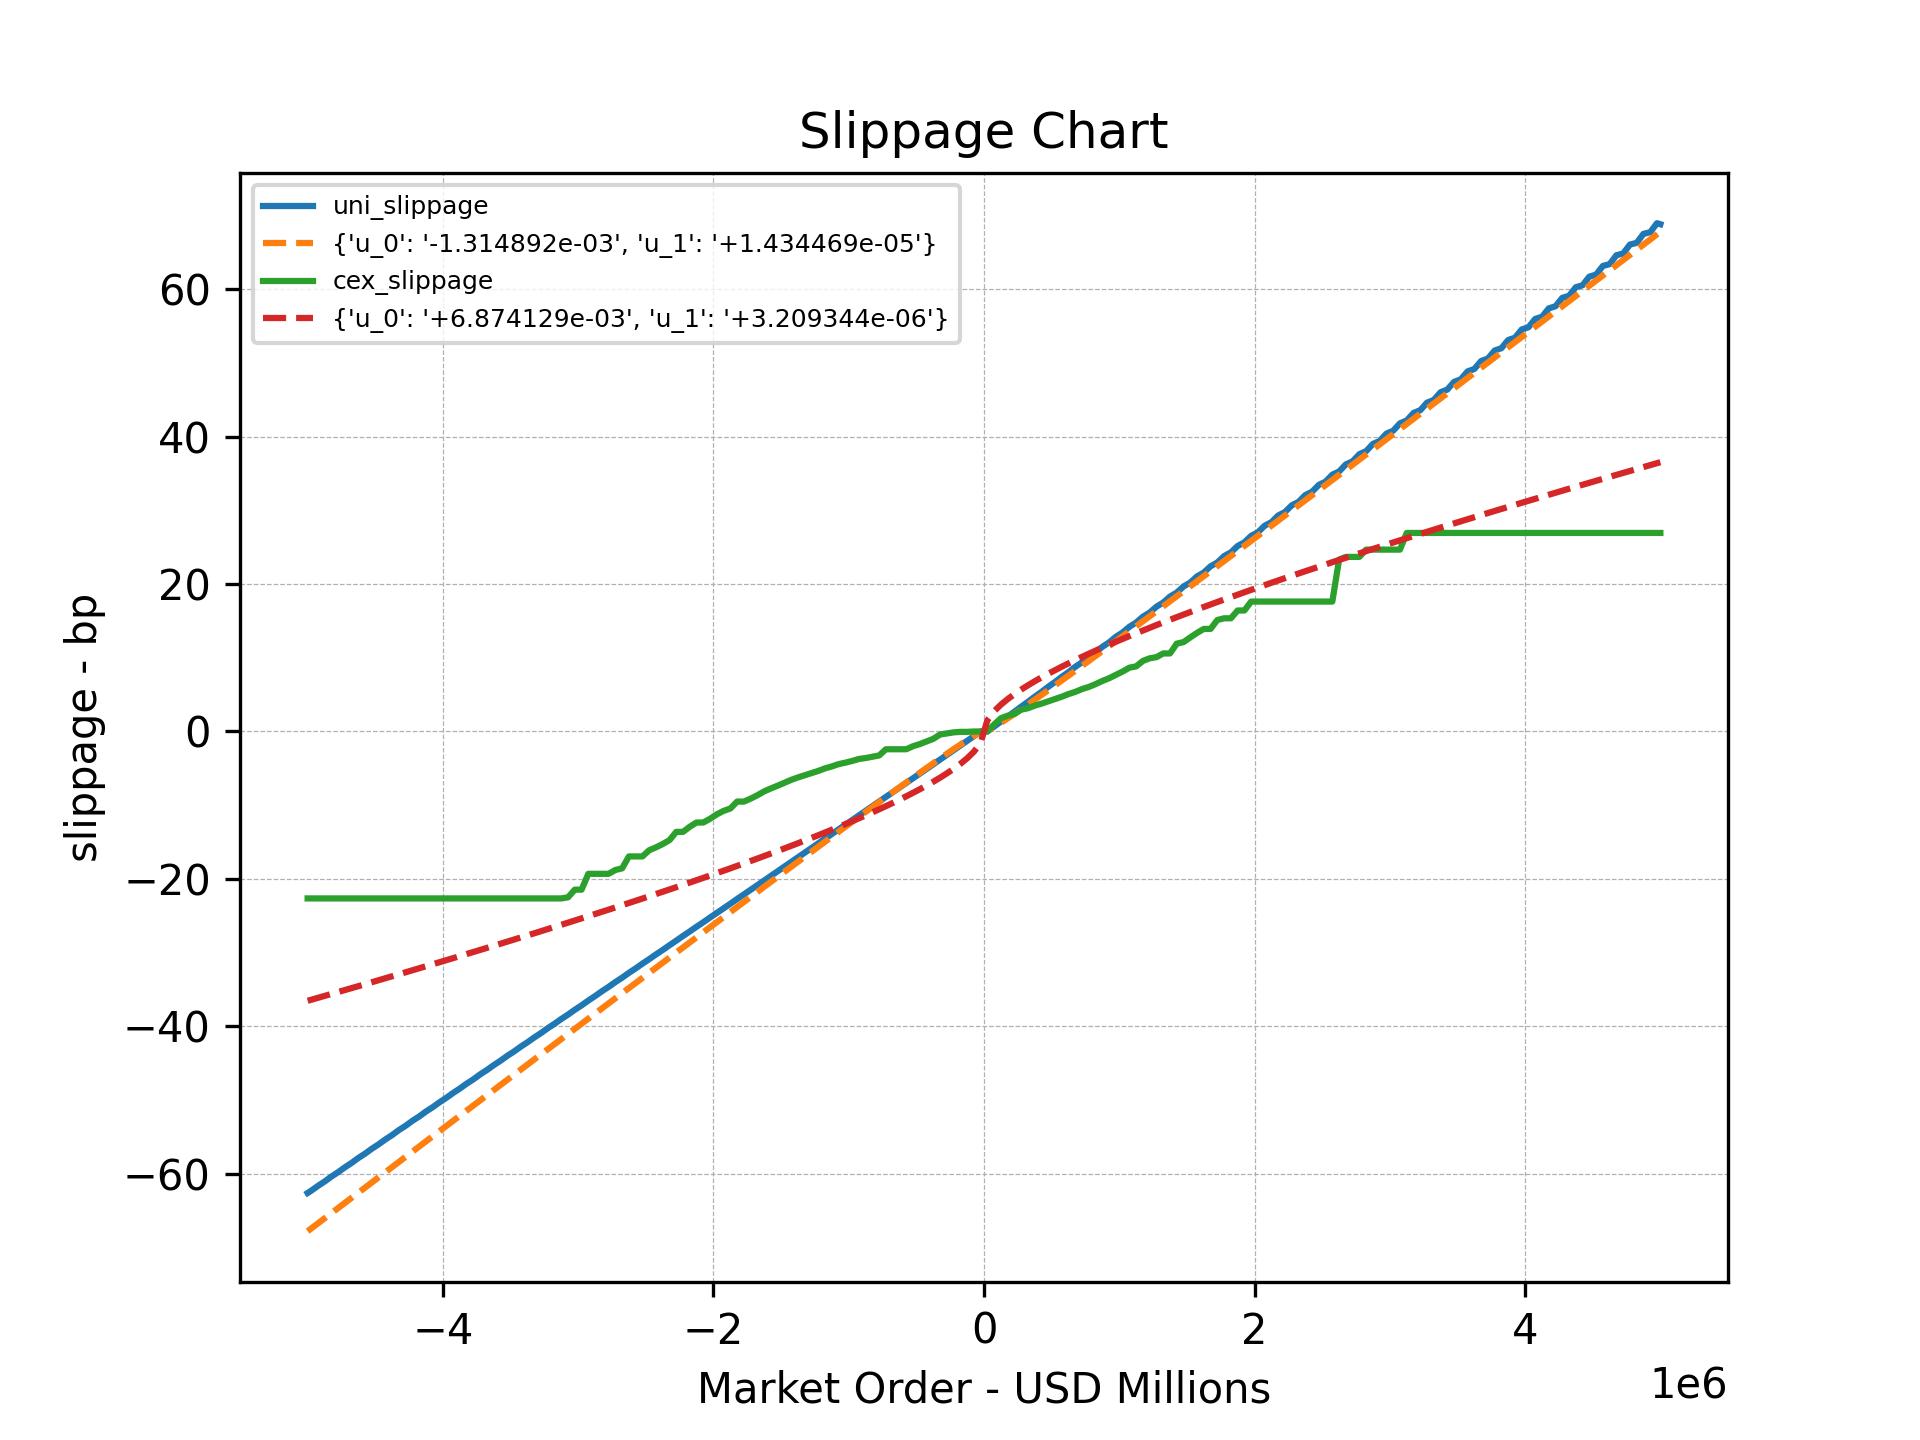 Slippage Chart
uni_slippage
{'u_0': '-1.314892e-03', 'u_1': '+1.434469e-05'}
cex_slippage
{'u_0': '+6.874129e-03', 'u_1': '+3.209344e-06'}
slippage - bp
60
40
20
0
−20
−40
−60
−4 −2 0 2 4
1e6
Market Order - USD Millions